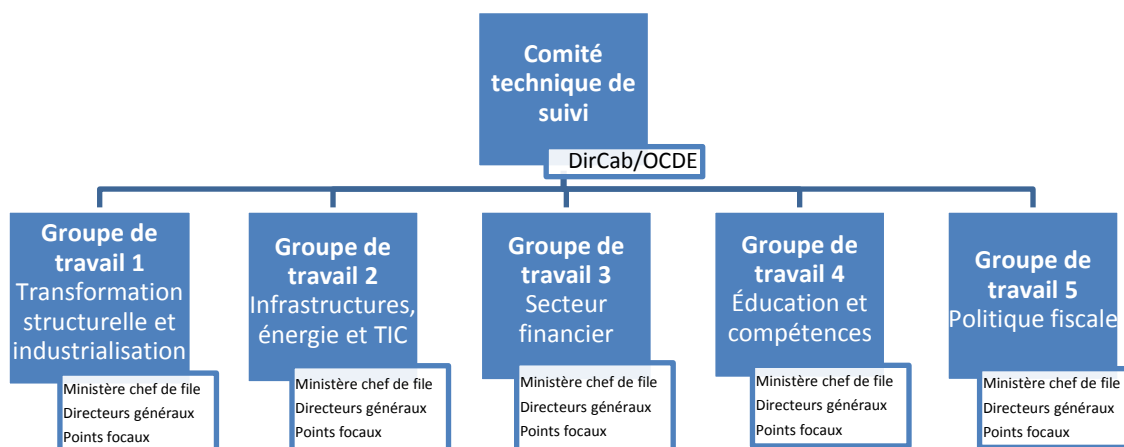 Comité
technique de
suivi
DirCab/OCDE
Groupe de
travail 1
Transformation
structurelle et
industrialisation
Ministère chef de file
Directeurs généraux
Points focaux
Groupe de
travail 2
Infrastructures,
énergie et TIC
Ministère chef de file
Directeurs généraux
Points focaux
Groupe de
travail 3
Secteur
financier
Ministère chef de file
Directeurs généraux
Points focaux
Groupe de
travail 4
Éducation et
compétences
Ministère chef de file
Directeurs généraux
Points focaux
Groupe de
travail 5
Politique fiscale
Ministère chef de file
Directeurs généraux
Points focaux